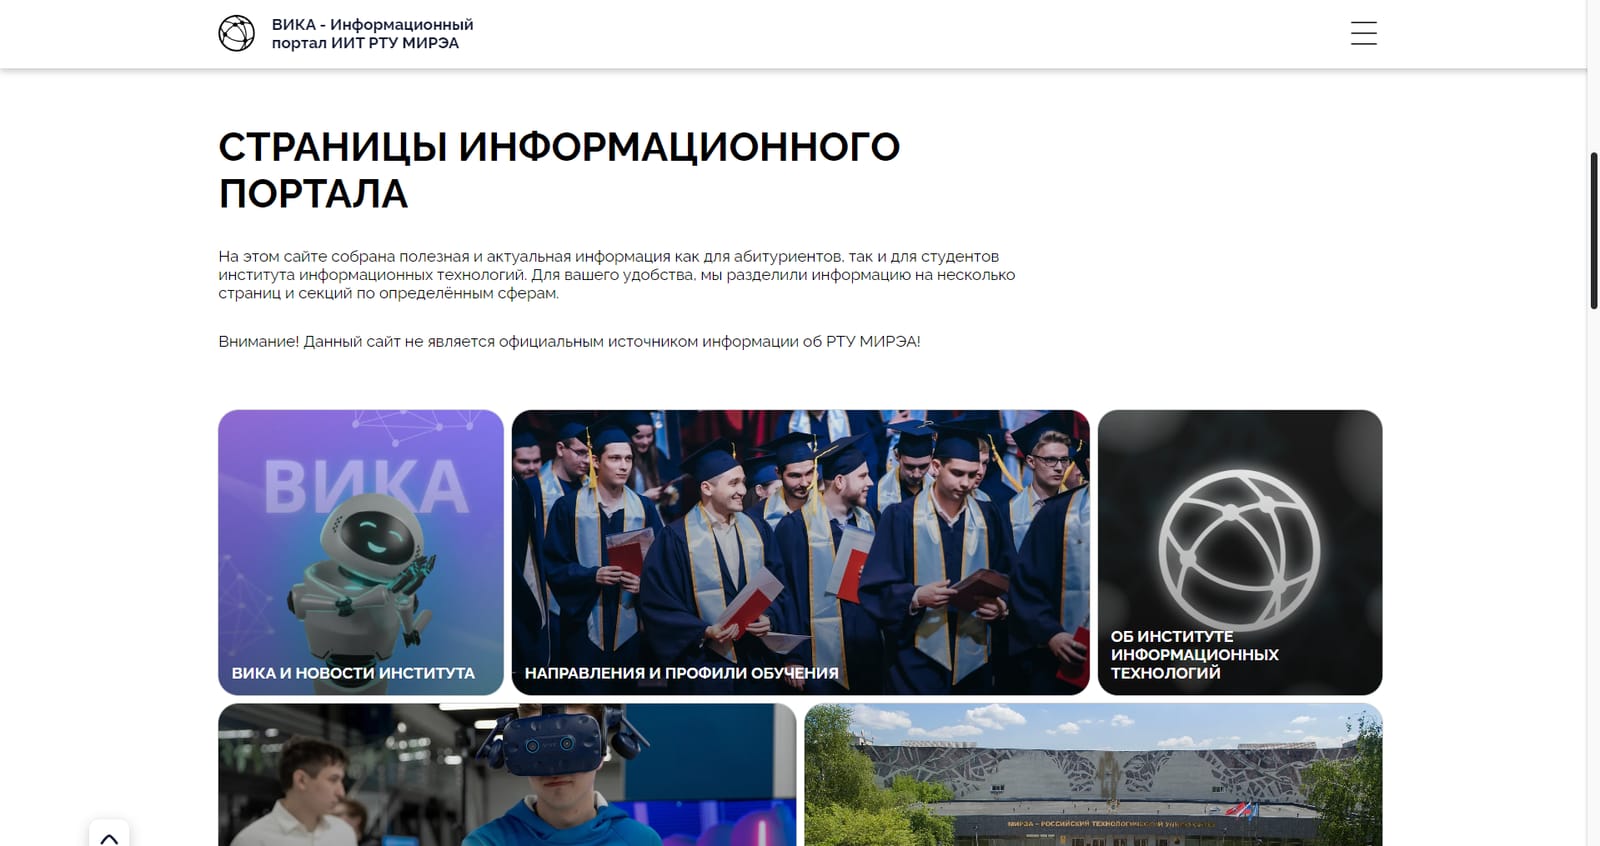 ВИКА - Информационный
портал ИИТ РТУ МИРЭА
СТРАНИЦЫ ИНФОРМАЦИОННОГО
ПОРТАЛА
На этом сайте собрана полезная и актуальная информация как для абитуриентов, так и для студентов
института информационных технологий. Для вашего удобства, мы разделили информацию на несколько
страниц и секций по определённым сферам.
Внимание! Данный сайт не является официальным источником информации об РТУ МИРЭА!
ВИКА
ВИКА И НОВОСТИ ИНСТИТУТА
НАПРАВЛЕНИЯ И ПРОФИЛИ ОБУЧЕНИЯ
ОБ ИНСТИТУТЕ
ИНФОРМАЦИОННЫХ
ТЕХНОЛОГИЙ
МИРЭА - РОССИЙСКИЙ ТЕХНОЛОГИЧЕСКИЙ УНИВЕРСИТЕТ